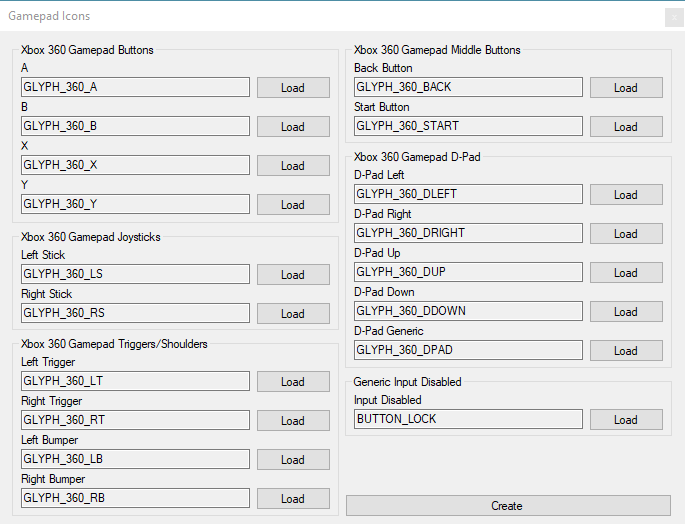 Gamepad Icons
x
Xbox 360 Gamepad Buttons
A
GLYPH_360_A
Load
B
GLYPH_360_B
Load
X
GLYPH_360_X
Load
Y
GLYPH_360_Y
Load
Xbox 360 Gamepad Joysticks
Left Stick
GLYPH_360_LS
Load
Right Stick
GLYPH_360_RS
Load
Xbox 360 Gamepad Triggers/Shoulders
Left Trigger
GLYPH_360_LT
Load
Right Trigger
GLYPH_360_RT
Load
Left Bumper
GLYPH_360_LB
Load
Right Bumper
GLYPH_360_RB
Load
Xbox 360 Gamepad Middle Buttons
Back Button
GLYPH_360_BACK
Load
Start Button
GLYPH_360_START
Load
Xbox 360 Gamepad D-Pad
D-Pad Left
GLYPH_360_DLEFT
Load
D-Pad Right
GLYPH_360_DRIGHT
Load
D-Pad Up
GLYPH_360_DUP
Load
D-Pad Down
GLYPH_360_DDOWN
Load
D-Pad Generic
GLYPH_360_DPAD
Load
Generic Input Disabled
Input Disabled
BUTTON_LOCK
Load
Create